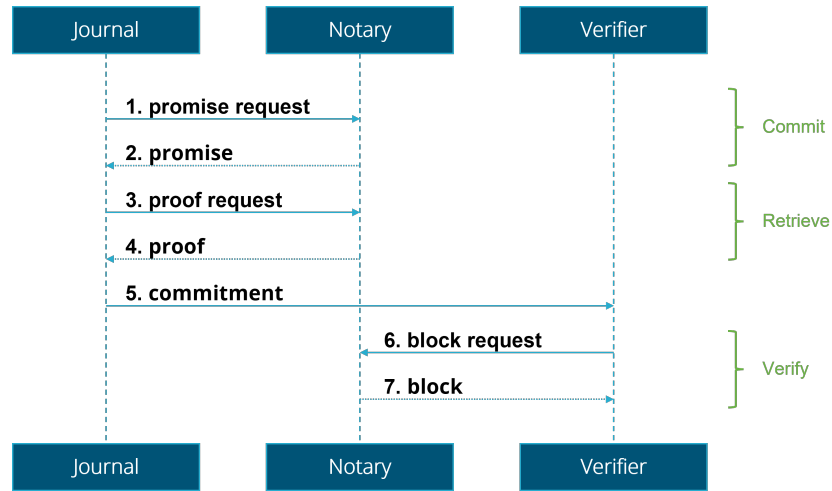 Journal
Notary
Verifier
1. promise request
Commit
2. promise
3. proof request
Retrieve
4. proof
5. commitment
6. block request
Verify
7. block
Journal
Notary
Verifier